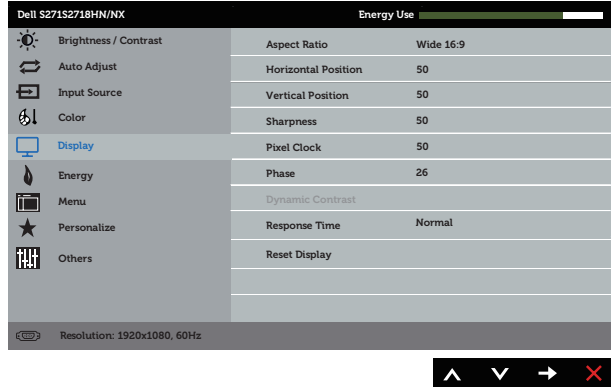 Dell S271S2718HN/NX Energy Use
Brightness / Contrast
Auto Adjust
Input Source
Color
Display
Energy
Menu
Personalize
Others
Aspect Ratio Wide 16:9
Horizontal Position 50
Vertical Position 50
Sharpness 50
Pixel Clock 50
Phase 26
Dynamic Contrast
Response Time Normal
Reset Display
Resolution: 1920x1080, 60Hz